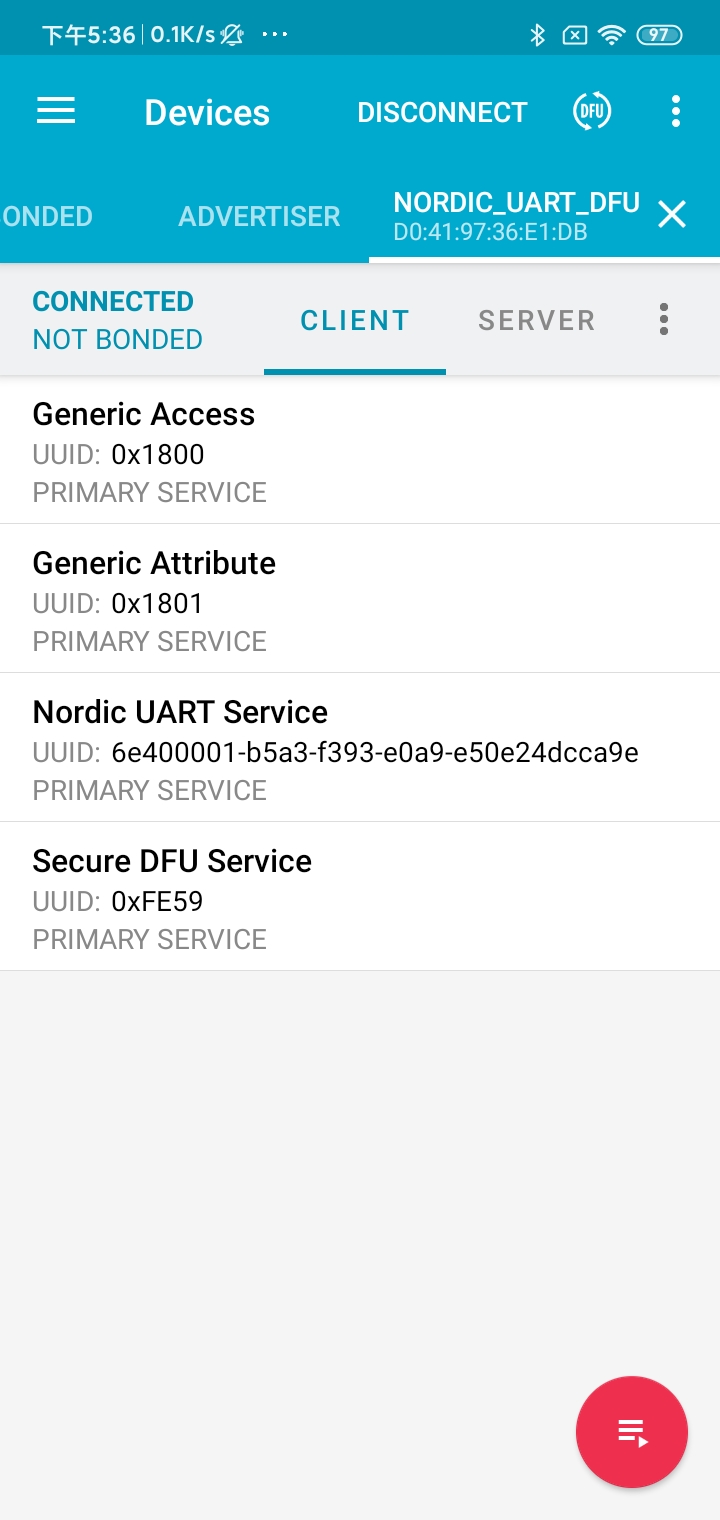 下午5:36 0.1K/s ... 97
Devices DISCONNECT DFU
ONDED ADVERTISER NORDIC_UART_DFU
D0:41:97:36:E1:DB
CONNECTED
NOT BONDED
CLIENT SERVER
Generic Access
UUID: 0x1800
PRIMARY SERVICE
Generic Attribute
UUID: 0x1801
PRIMARY SERVICE
Nordic UART Service
UUID: 6e400001-b5a3-f393-e0a9-e50e24dcca9e
PRIMARY SERVICE
Secure DFU Service
UUID: 0xFE59
PRIMARY SERVICE